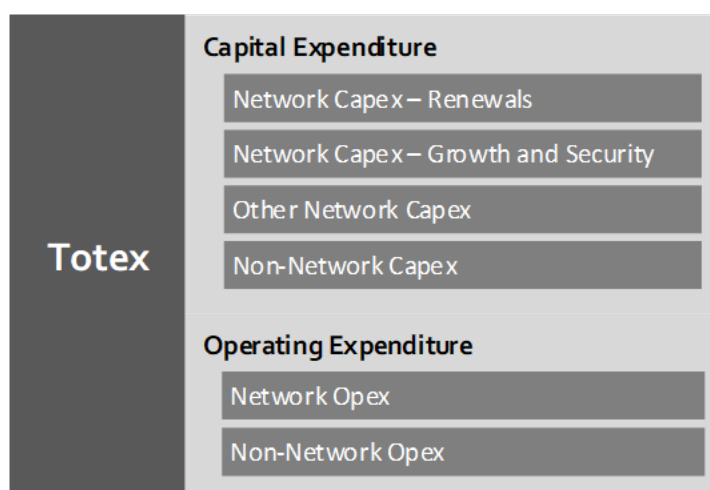 Totex
Capital Expenditure
Network Capex – Renewals
Network Capex – Growth and Security
Other Network Capex
Non-Network Capex
Operating Expenditure
Network Opex
Non-Network Opex